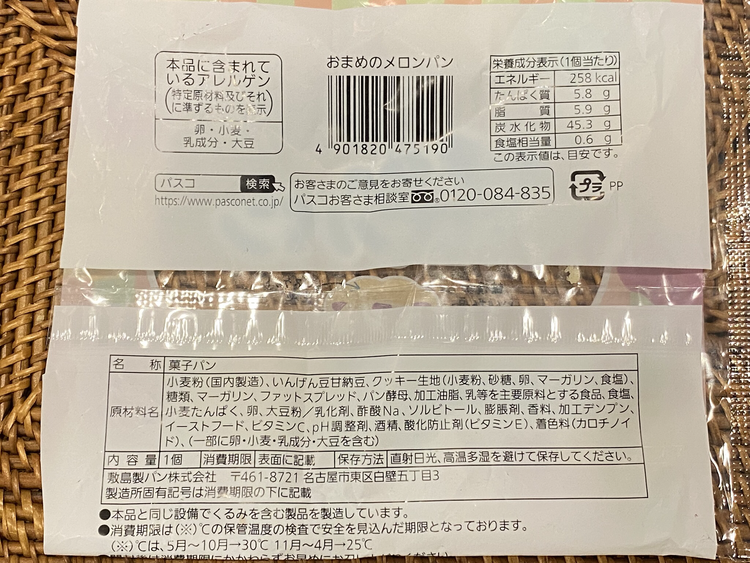 本品に含まれて
いるアレルゲン
(特定原材料及びそれ
に準ずるものを表示)
卵・小麦・
乳成分・大豆
おまめのメロンパン
4 901820 475190
栄養成分表示(1個当たり)
エネルギー 258 kcal
たんぱく質 5.8 g
脂質 5.9 g
炭水化物 45.3 g
食塩相当量 0.6 g
この表示値は、目安です。
パスコ 検索
https://www.pasconet.co.jp/
お客さまのご意見をお寄せください
パスコお客さま相談室 0120-084-835
プラ PP
名称 菓子パン
原材料名 小麦粉(国内製造)、いんげん豆甘納豆、クッキー生地(小麦粉、砂糖、卵、マーガリン、食塩)、
糖類、マーガリン、ファットスプレッド、パン酵母、加工油脂、乳等を主要原料とする食品、食塩、
小麦たんぱく、卵、大豆粉/乳化剤、酢酸Na、ソルビトール、膨脹剤、香料、加工デンプン、
イーストフード、ビタミンC、pH調整剤、酒精、酸化防止剤(ビタミンE)、着色料(カロチノイ
ド)、(一部に卵・小麦・乳成分・大豆を含む)
内容量 1個 消費期限 表面に記載 保存方法 直射日光、高温多湿を避けて保存してください。
敷島製パン株式会社 〒461-8721 名古屋市東区白壁五丁目3
製造所固有記号は消費期限の下に記載
●本品と同じ設備でくるみを含む製品を製造しています。
●消費期限は(※)℃の保管温度の検査で安全を見込んだ期限となっております。
(※)℃は、5月〜10月→30℃ 11月〜4月→25℃